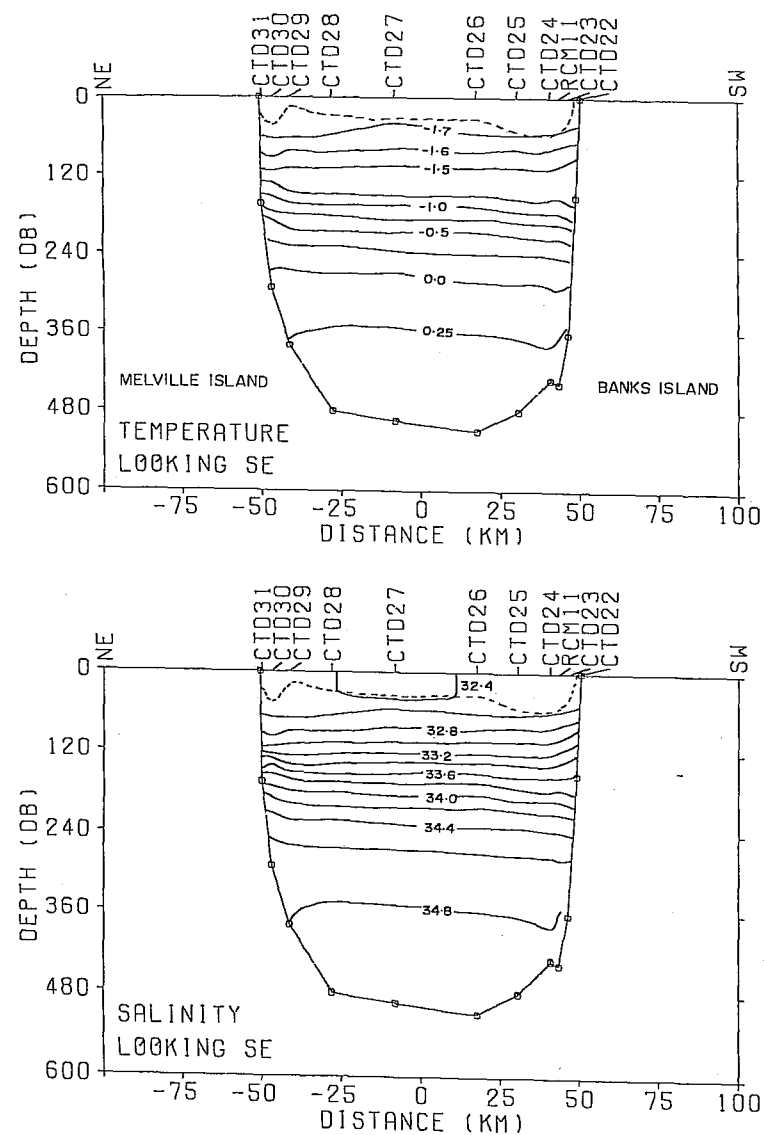 NE CTD31 CTD30 CTD29 CTD28 CTD27 CTD26 CTD25 CTD24 RCM11 CTD23 CTD22 SW
0
120
240
360
480
600
DEPTH (DB)
-1.7
-1.6
-1.5
-1.0
-0.5
0.0
0.25
MELVILLE ISLAND
BANKS ISLAND
TEMPERATURE
LOOKING SE
-75 -50 -25 0 25 50 75 100
DISTANCE (KM)
NE CTD31 CTD30 CTD29 CTD28 CTD27 CTD26 CTD25 CTD24 RCM11 CTD23 CTD22 SW
0
120
240
360
480
600
DEPTH (DB)
32.4
32.8
33.2
33.6
34.0
34.4
34.8
SALINITY
LOOKING SE
-75 -50 -25 0 25 50 75 100
DISTANCE (KM)